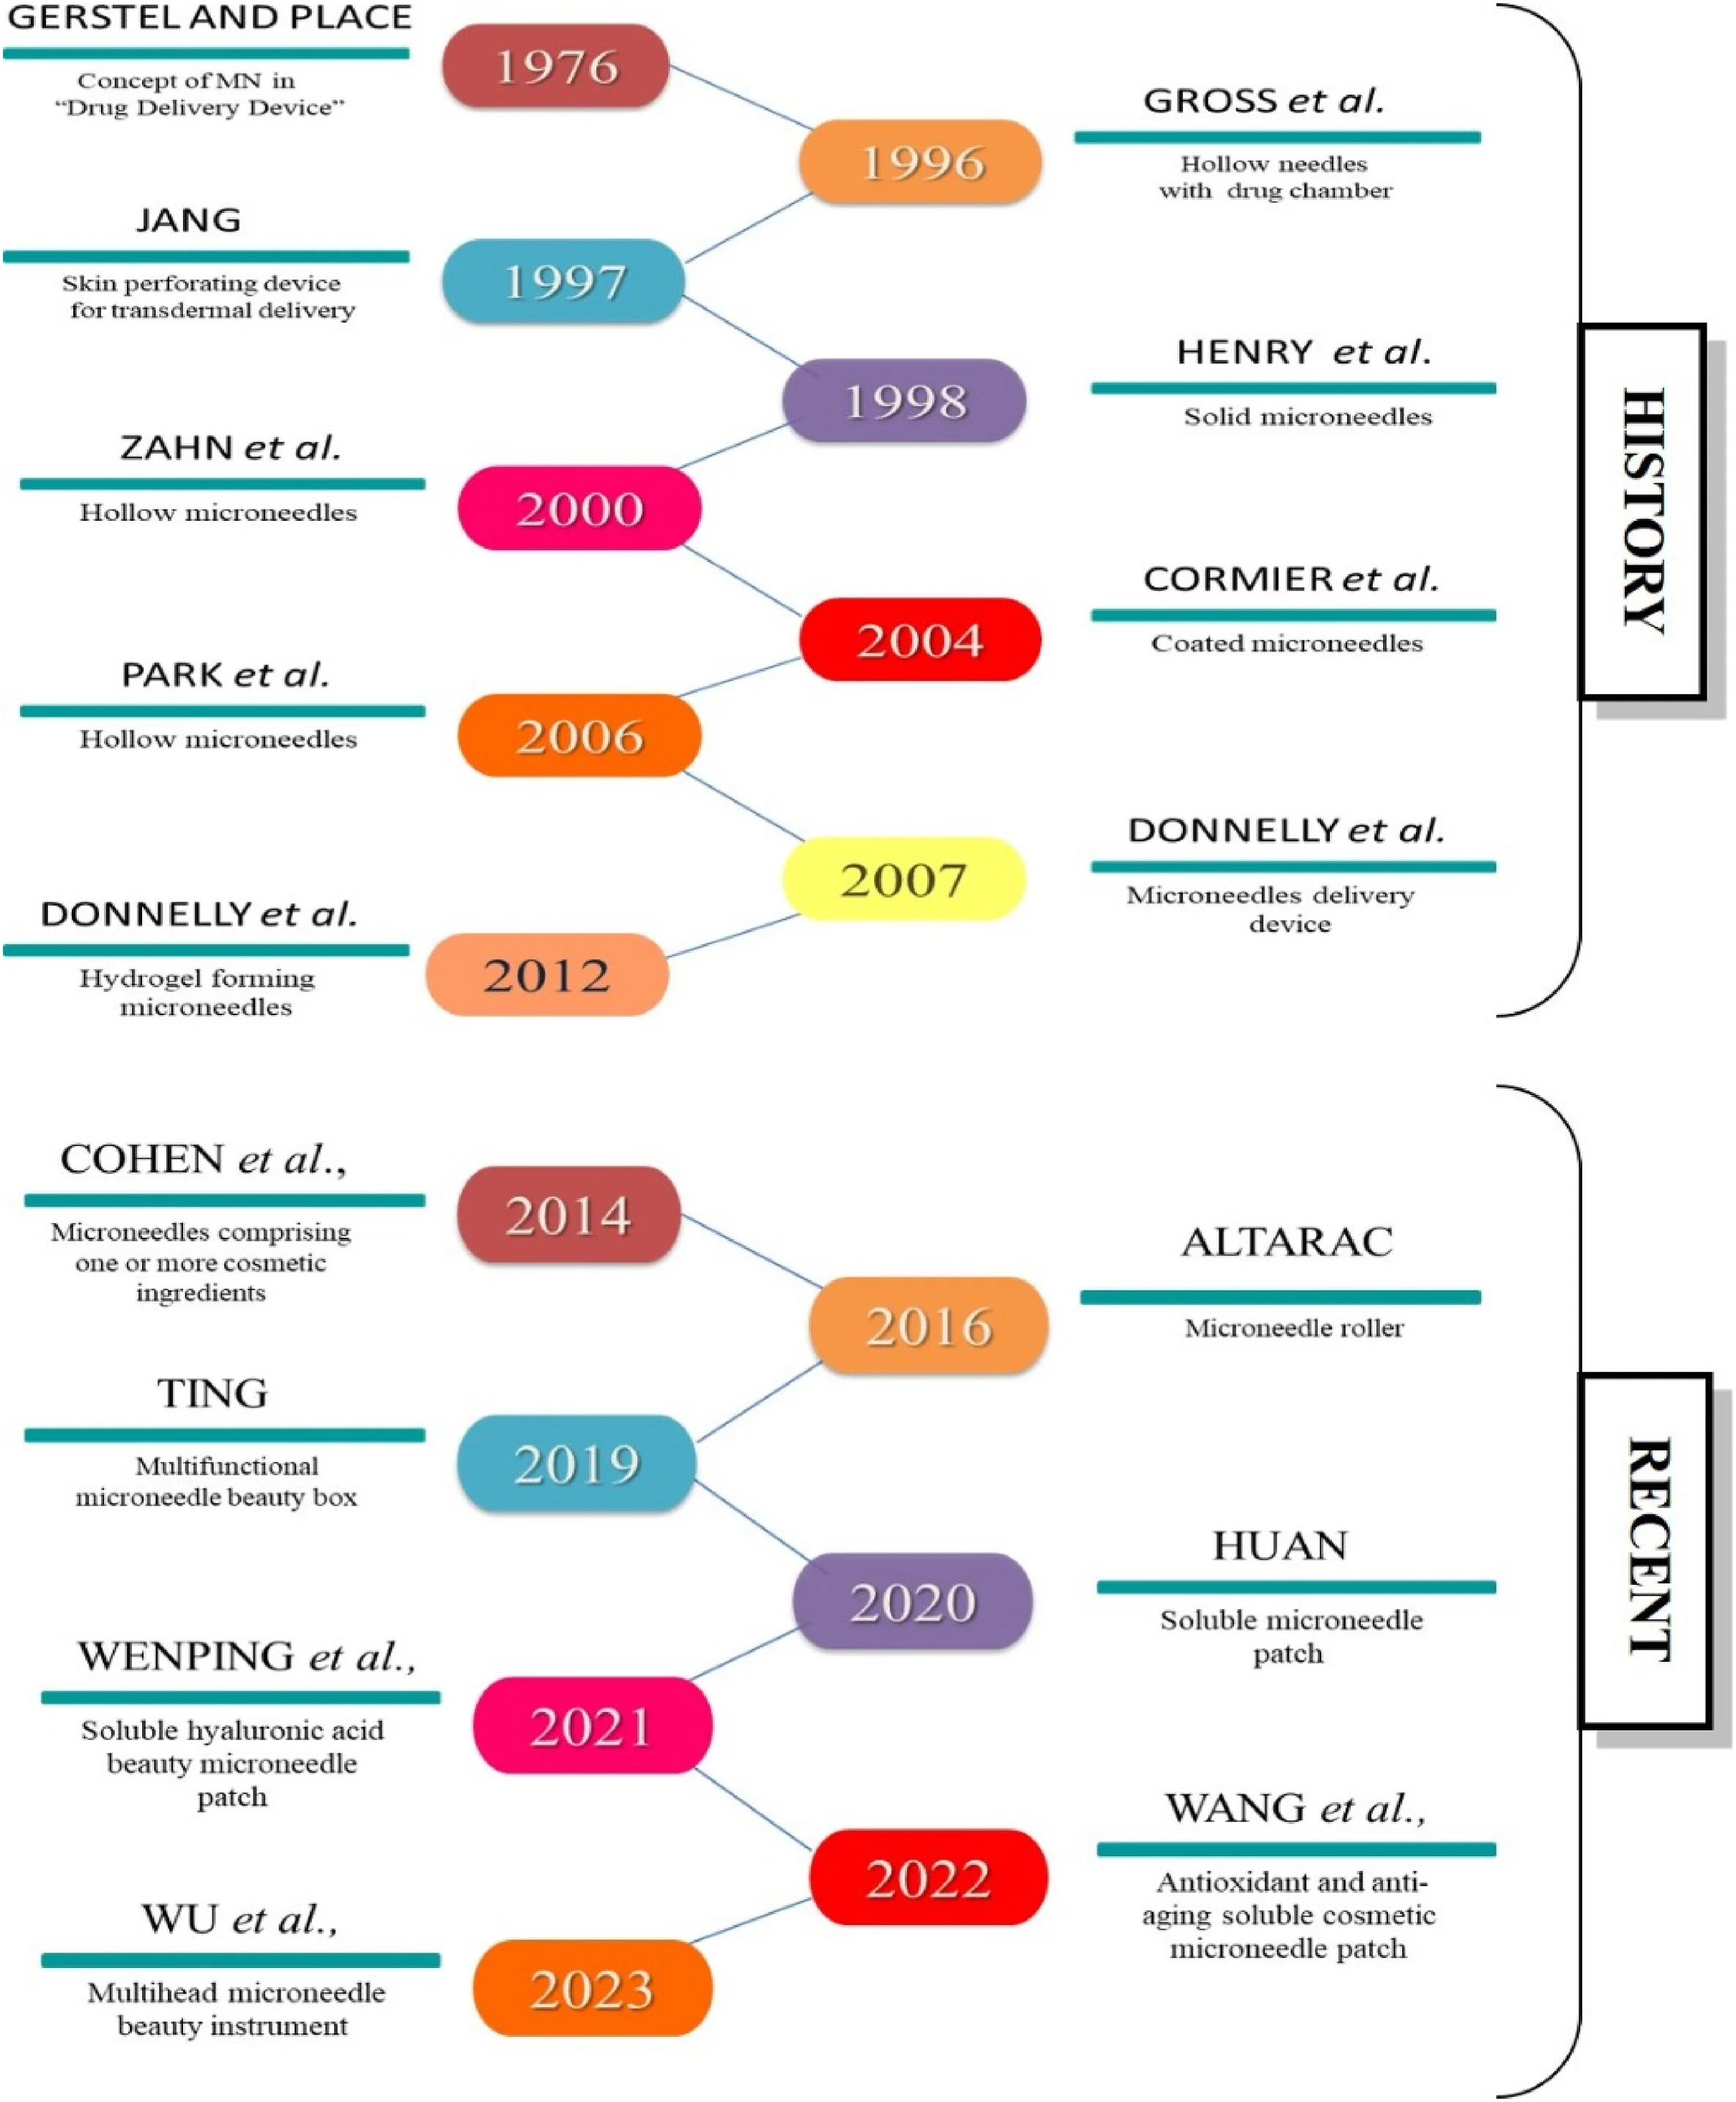 GERSTEL AND PLACE
Concept of MN in
“Drug Delivery Device”
1976
GROSS et al.
Hollow needles
with drug chamber
1996
JANG
Skin perforating device
for transdermal delivery
1997
HENRY et al.
Solid microneedles
1998
ZAHN et al.
Hollow microneedles
2000
CORMIER et al.
Coated microneedles
2004
PARK et al.
Hollow microneedles
2006
DONNELLY et al.
Microneedles delivery
device
2007
DONNELLY et al.
Hydrogel forming
microneedles
2012
HISTORY
COHEN et al.,
Microneedles comprising
one or more cosmetic
ingredients
2014
ALTARAC
Microneedle roller
2016
TING
Multifunctional
microneedle beauty box
2019
HUAN
Soluble microneedle
patch
2020
WENPING et al.,
Soluble hyaluronic acid
beauty microneedle
patch
2021
WANG et al.,
Antioxidant and anti-
aging soluble cosmetic
microneedle patch
2022
WU et al.,
Multihead microneedle
beauty instrument
2023
RECENT